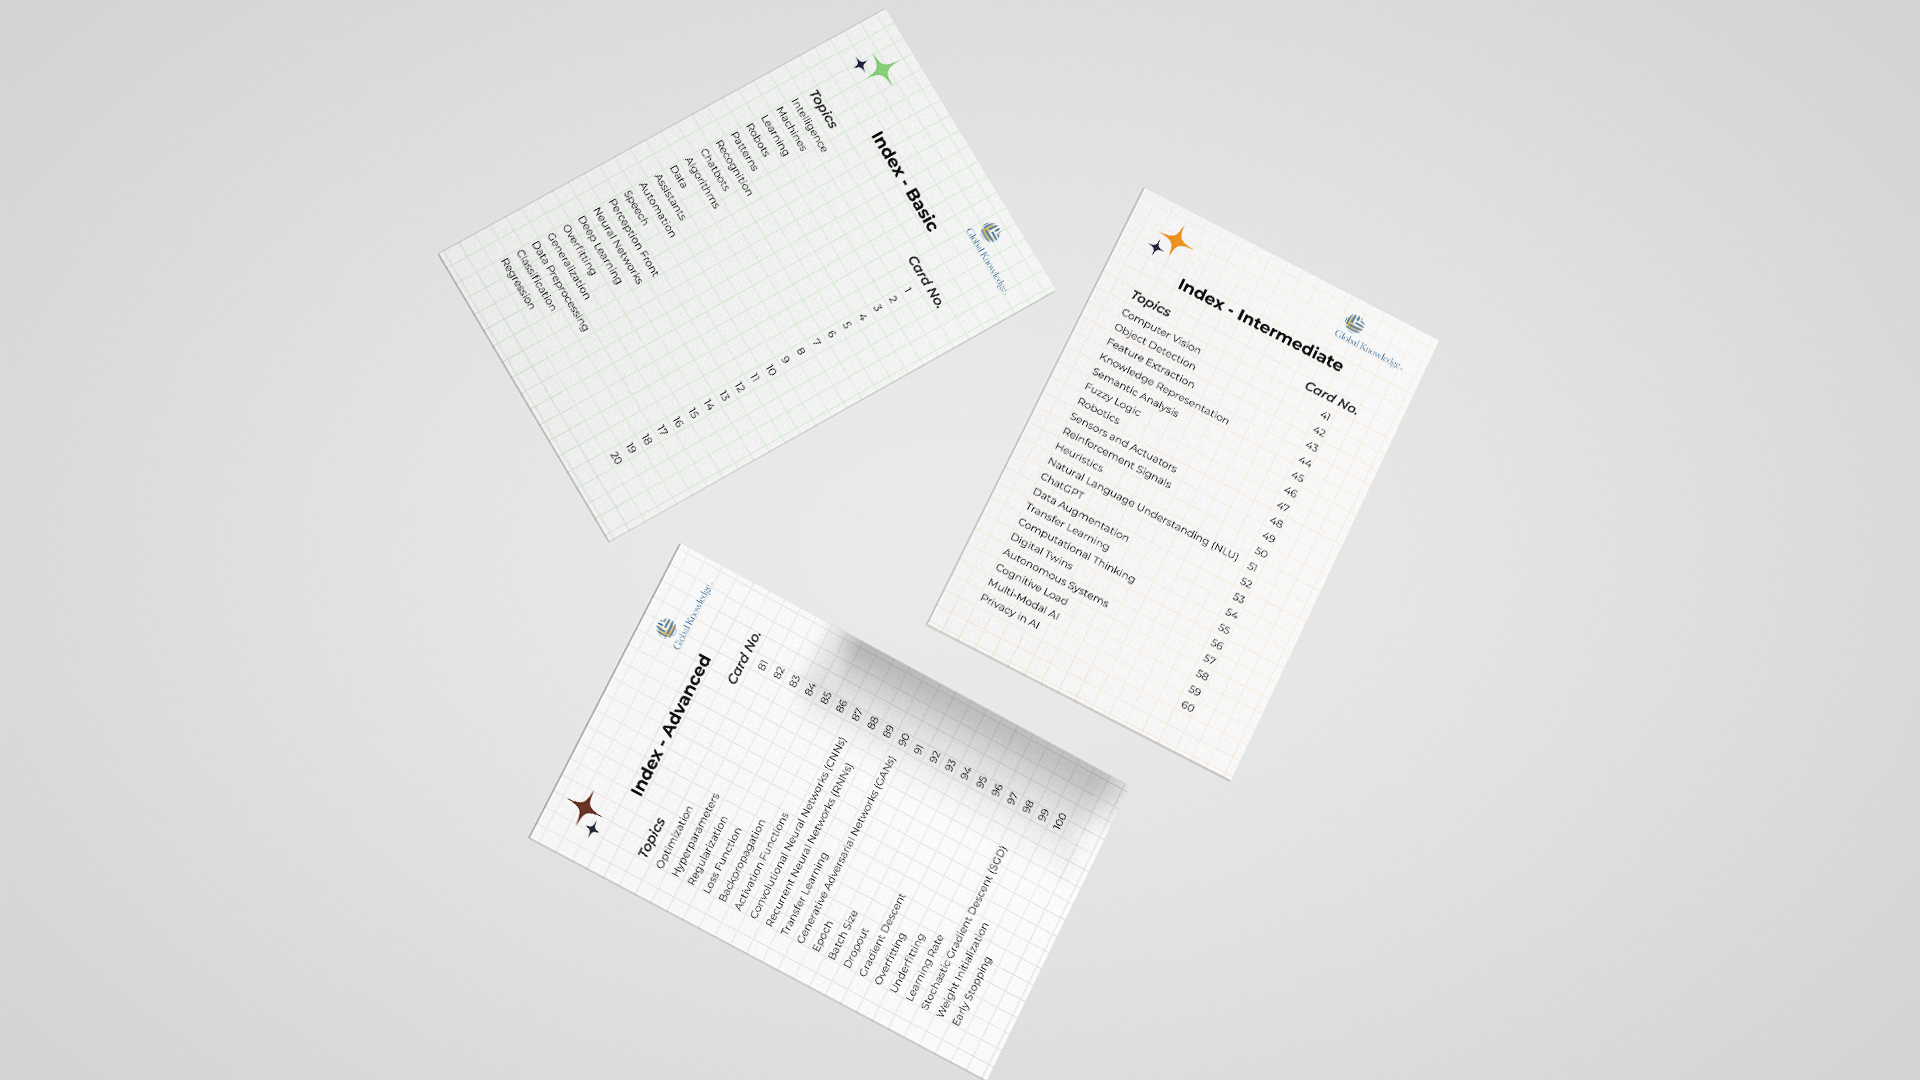 Global Knowledge
Index - Basic
Topics Card No.
Intelligence 1
Machines 2
Learning 3
Robots 4
Patterns 5
Recognition 6
Chatbots 7
Algorithms 8
Data 9
Assistants 10
Automation 11
Speech 12
Perception Front 13
Neural Networks 14
Deep Learning 15
Overfitting 16
Generalization 17
Data Preprocessing 18
Classification 19
Regression 20
Global Knowledge
Index - Intermediate
Topics Card No.
Computer Vision 41
Object Detection 42
Feature Extraction 43
Knowledge Representation 44
Semantic Analysis 45
Fuzzy Logic 46
Robotics 47
Sensors and Actuators 48
Reinforcement Signals 49
Heuristics 50
Natural Language Understanding (NLU) 51
ChatGPT 52
Data Augmentation 53
Transfer Learning 54
Computational Thinking 55
Digital Twins 56
Autonomous Systems 57
Cognitive Load 58
Multi-Modal AI 59
Privacy in AI 60
Global Knowledge
Index - Advanced
Topics Card No.
Optimization 81
Hyperparameters 82
Regularization 83
Loss Function 84
Backpropagation 85
Activation Functions 86
Convolutional Neural Networks (CNNs) 87
Recurrent Neural Networks (RNNs) 88
Transfer Learning 89
Generative Adversarial Networks (GANs) 90
Epoch 91
Batch Size 92
Dropout 93
Gradient Descent 94
Overfitting 95
Underfitting 96
Learning Rate 97
Stochastic Gradient Descent (SGD) 98
Weight Initialization 99
Early Stopping 100